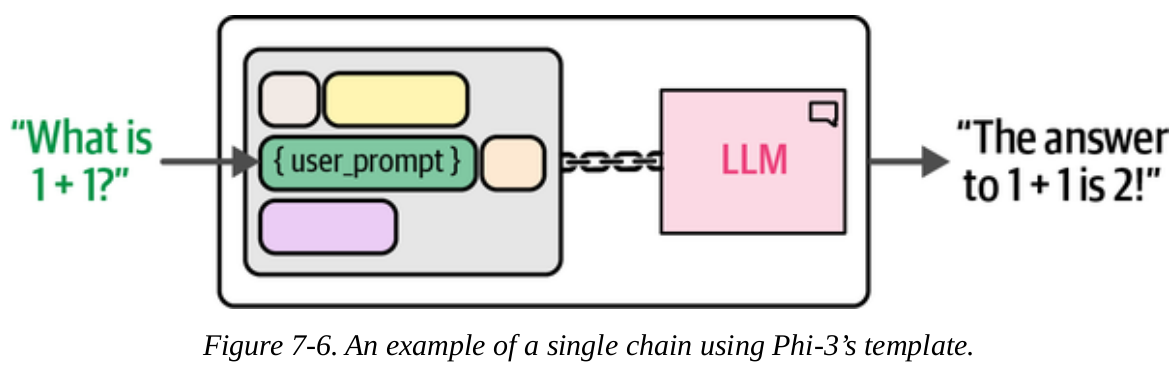 “What is
1 + 1?”
{ user_prompt }
LLM
“The answer
to 1 + 1 is 2!”
Figure 7-6. An example of a single chain using Phi-3’s template.